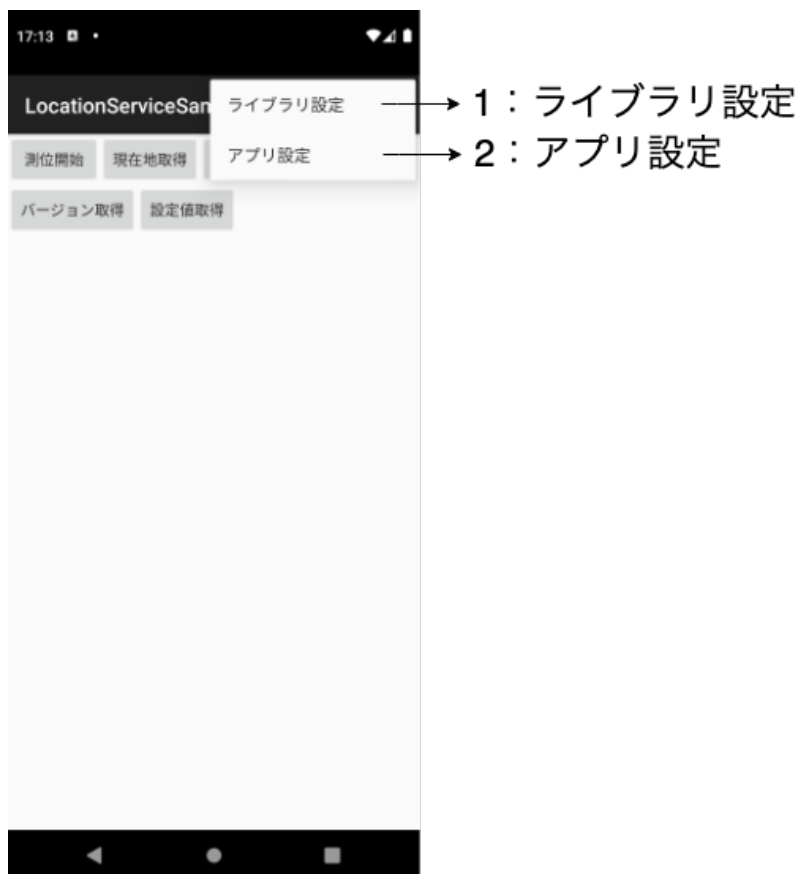 17:13
LocationServiceSan
ライブラリ設定
1：ライブラリ設定
アプリ設定
2：アプリ設定
測位開始
現在地取得
バージョン取得
設定値取得